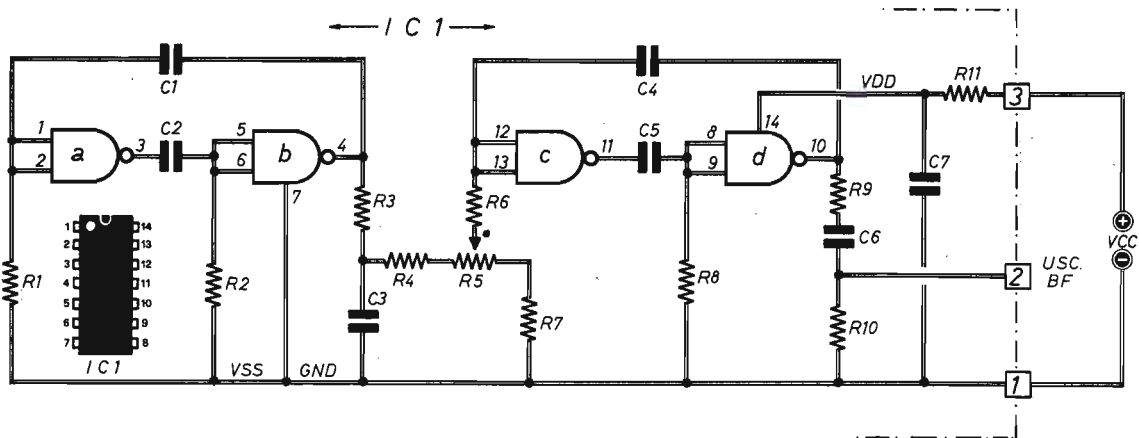 I C 1
C1
C4
VDD
R11
3
1
2
a
3
C2
5
6
b
4
7
12
13
c
11
C5
8
9
d
14
10
R3
R6
R9
C7
C6
VCC
1 14
2 13
3 12
4 11
5 10
6 9
7 8
IC1
R1
R2
R4
R5
C3
R7
R8
R10
2
USC.
BF
VSS
GND
1